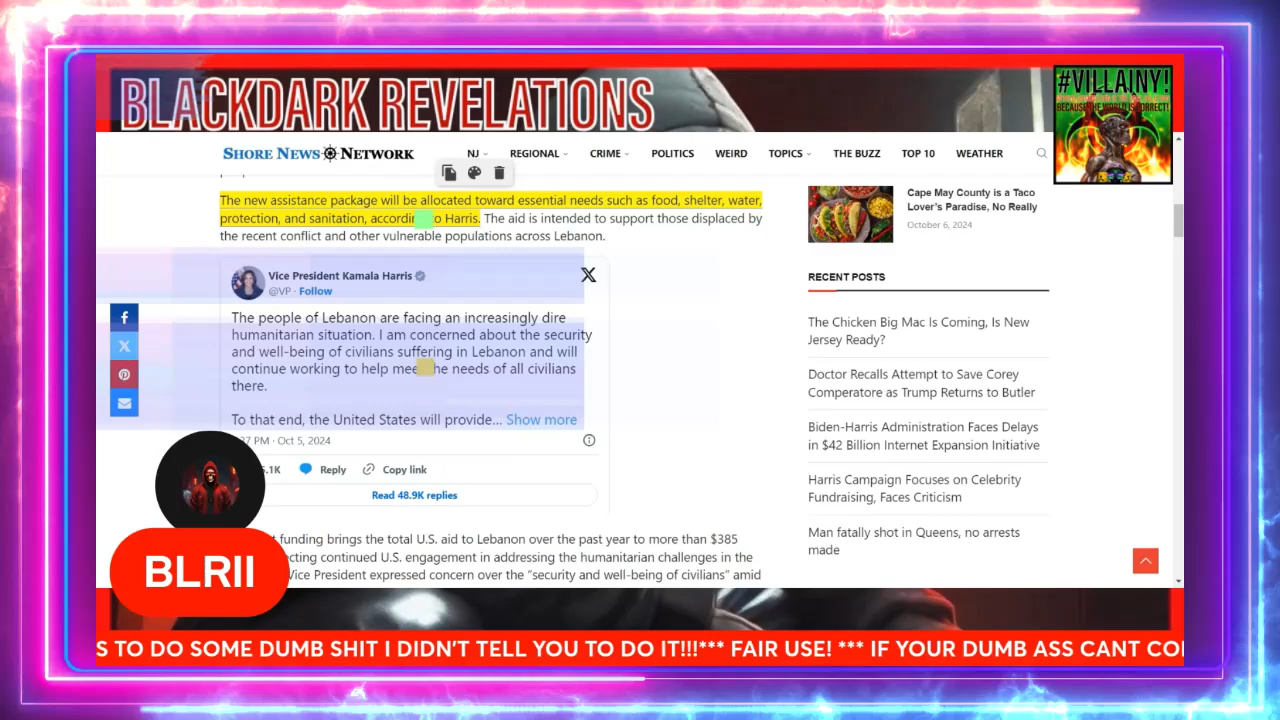 BLACKDARK REVELATIONS
#VILLAINY!
BECAUSE THE WORLD IS CORRECT!
SHORE NEWS NETWORK
NJ
REGIONAL
CRIME
POLITICS
WEIRD
TOPICS
THE BUZZ
TOP 10
WEATHER
The new assistance package will be allocated toward essential needs such as food, shelter, water,
protection, and sanitation, accordin o Harris. The aid is intended to support those displaced by
the recent conflict and other vulnerable populations across Lebanon.
Vice President Kamala Harris
@VP · Follow
The people of Lebanon are facing an increasingly dire
humanitarian situation. I am concerned about the security
and well-being of civilians suffering in Lebanon and will
continue working to help mee he needs of all civilians
there.
To that end, the United States will provide... Show more
37 PM · Oct 5, 2024
.1K Reply Copy link
Read 48.9K replies
t funding brings the total U.S. aid to Lebanon over the past year to more than $385
ecting continued U.S. engagement in addressing the humanitarian challenges in the
Vice President expressed concern over the “security and well-being of civilians” amid
Cape May County is a Taco
Lover’s Paradise, No Really
October 6, 2024
RECENT POSTS
The Chicken Big Mac Is Coming, Is New
Jersey Ready?
Doctor Recalls Attempt to Save Corey
Comperatore as Trump Returns to Butler
Biden-Harris Administration Faces Delays
in $42 Billion Internet Expansion Initiative
Harris Campaign Focuses on Celebrity
Fundraising, Faces Criticism
Man fatally shot in Queens, no arrests
made
BLRII
S TO DO SOME DUMB SHIT I DIDN'T TELL YOU TO DO IT!!!*** FAIR USE! *** IF YOUR DUMB ASS CANT CO